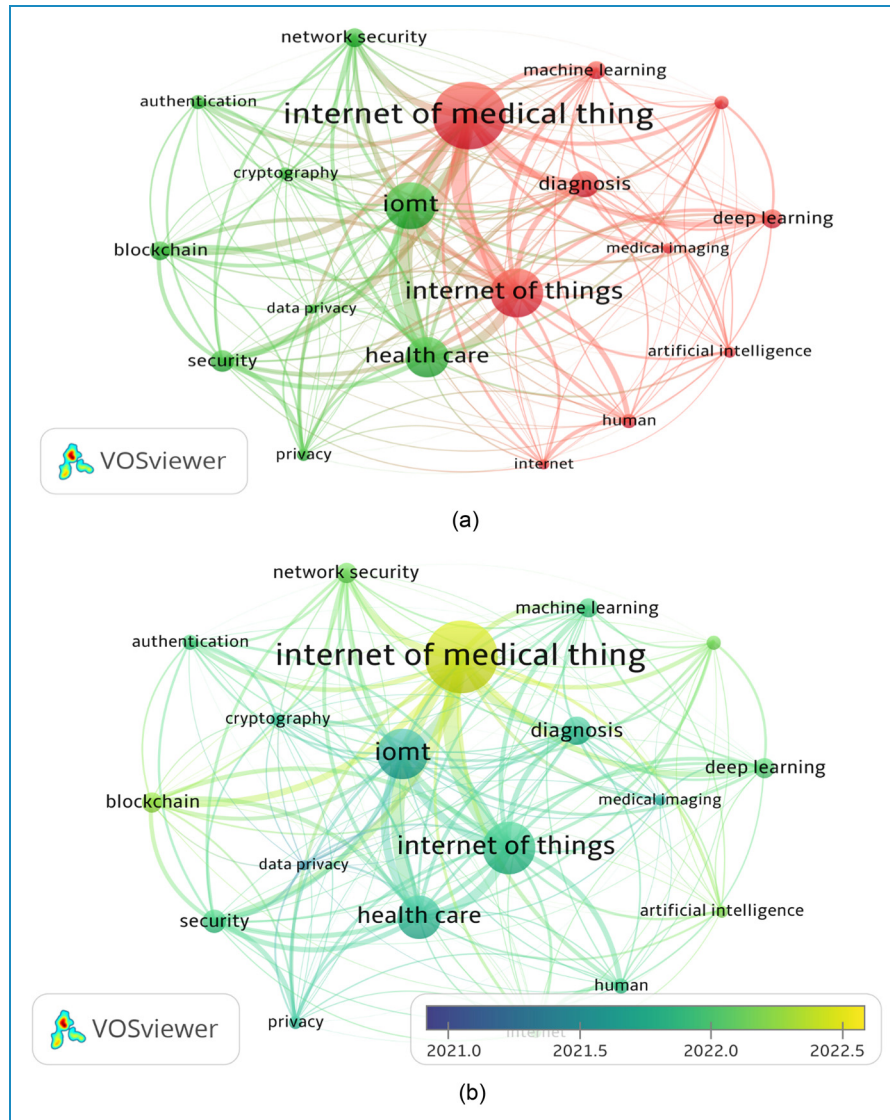 network security
machine learning
authentication
internet of medical thing
cryptography
diagnosis
iomt
deep learning
blockchain
medical imaging
internet of things
data privacy
health care
security
artificial intelligence
human
privacy
internet
VOSviewer
(a)
network security
machine learning
authentication
internet of medical thing
cryptography
diagnosis
iomt
deep learning
blockchain
medical imaging
internet of things
data privacy
health care
security
artificial intelligence
human
privacy
VOSviewer
internet
2021.0 2021.5 2022.0 2022.5
(b)